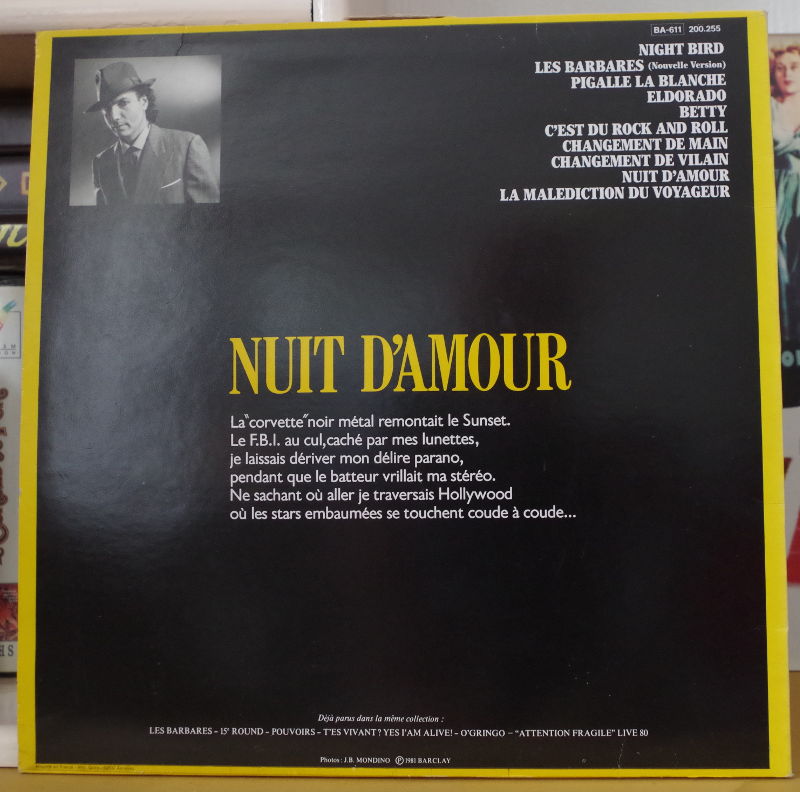 BA-611 200.255
NIGHT BIRD
LES BARBARES (Nouvelle Version)
PIGALLE LA BLANCHE
ELDORADO
BETTY
C'EST DU ROCK AND ROLL
CHANGEMENT DE MAIN
CHANGEMENT DE VILAIN
NUIT D'AMOUR
LA MALEDICTION DU VOYAGEUR
NUIT D'AMOUR
La "corvette" noir métal remontait le Sunset.
Le F.B.I. au cul, caché par mes lunettes,
je laissais dériver mon délire parano,
pendant que le batteur vrillait ma stéréo.
Ne sachant où aller je traversais Hollywood
où les stars embaumées se touchent coude à coude...
Déjà parus dans la même collection :
LES BARBARES - 15e ROUND - POUVOIRS - T'ES VIVANT? YES I'AM ALIVE! - O'GRINGO - "ATTENTION FRAGILE" LIVE 80
Photos : J.B. MONDINO Ⓟ 1981 BARCLAY